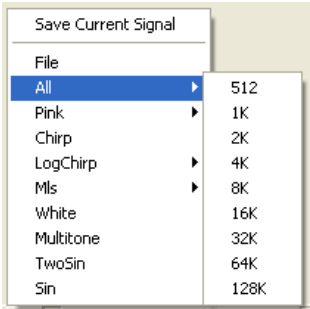 Save Current Signal
File
All
Pink
Chirp
LogChirp
Mls
White
Multitone
TwoSin
Sin
512
1K
2K
4K
8K
16K
32K
64K
128K